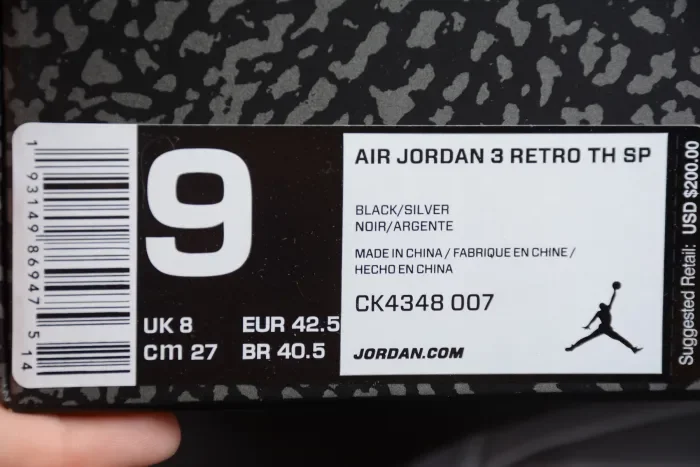 1 93149 86947 5 14
9
UK 8 EUR 42.5
cm 27 BR 40.5
AIR JORDAN 3 RETRO TH SP
BLACK/SILVER
NOIR/ARGENTE
MADE IN CHINA / FABRIQUE EN CHINE /
HECHO EN CHINA
CK4348 007
JORDAN.COM
Suggested Retail: USD $200.00